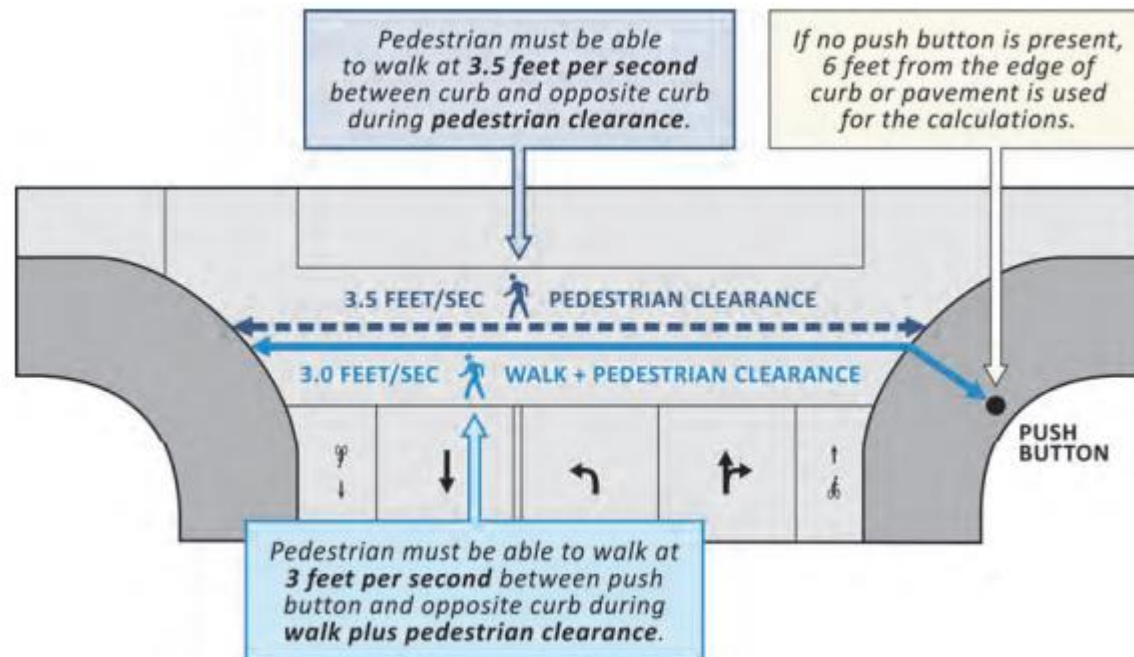 Pedestrian must be able
to walk at 3.5 feet per second
between curb and opposite curb
during pedestrian clearance.
If no push button is present,
6 feet from the edge of
curb or pavement is used
for the calculations.
3.5 FEET/SEC PEDESTRIAN CLEARANCE
3.0 FEET/SEC WALK + PEDESTRIAN CLEARANCE
PUSH
BUTTON
Pedestrian must be able to walk at
3 feet per second between push
button and opposite curb during
walk plus pedestrian clearance.